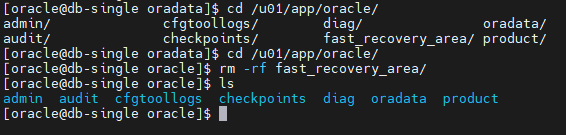 [oracle@db-single oradata]$ cd /u01/app/oracle/
admin/ cfgtoollogs/ diag/ oradata/
audit/ checkpoints/ fast_recovery_area/ product/
[oracle@db-single oradata]$ cd /u01/app/oracle/
[oracle@db-single oracle]$ rm -rf fast_recovery_area/
[oracle@db-single oracle]$ ls
admin audit cfgtoollogs checkpoints diag oradata product
[oracle@db-single oracle]$